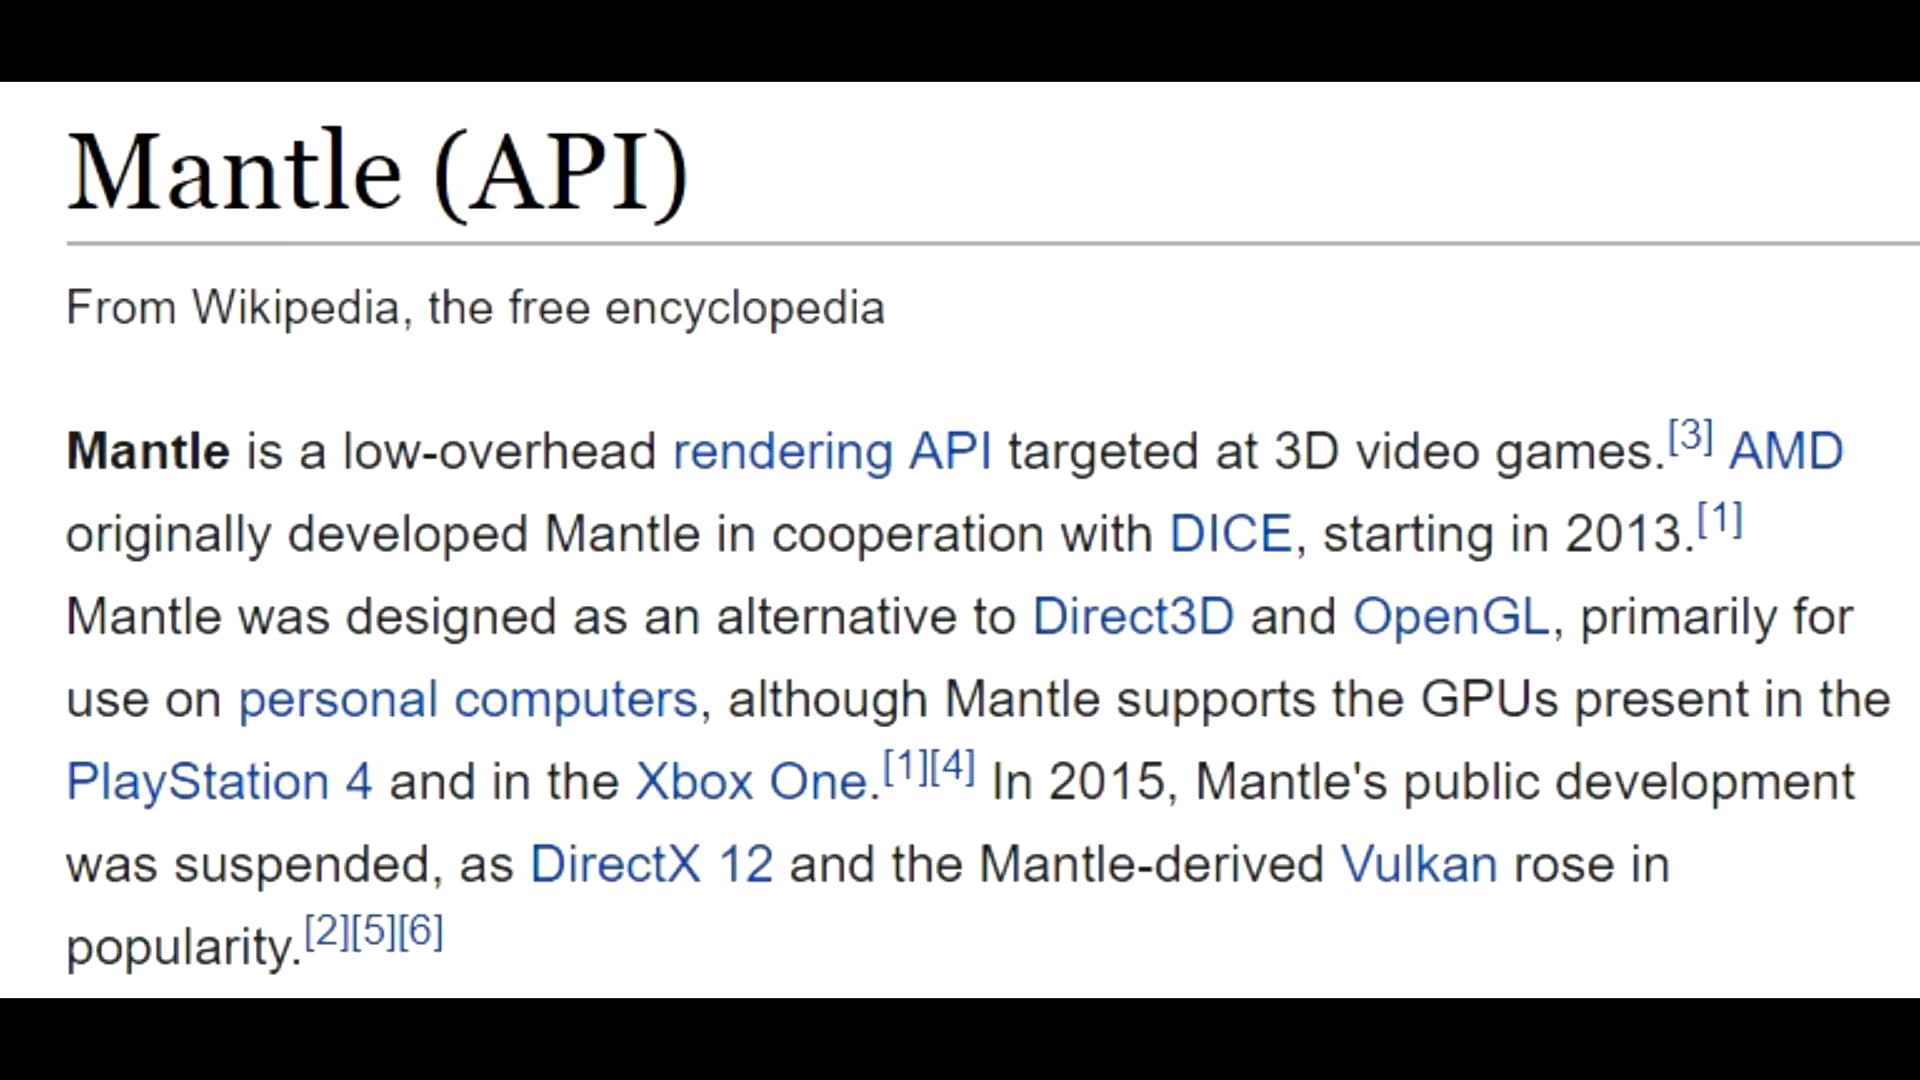 Mantle (API)
From Wikipedia, the free encyclopedia
Mantle is a low-overhead rendering API targeted at 3D video games.[3] AMD
originally developed Mantle in cooperation with DICE, starting in 2013.[1]
Mantle was designed as an alternative to Direct3D and OpenGL, primarily for
use on personal computers, although Mantle supports the GPUs present in the
PlayStation 4 and in the Xbox One.[1][4] In 2015, Mantle's public development
was suspended, as DirectX 12 and the Mantle-derived Vulkan rose in
popularity.[2][5][6]